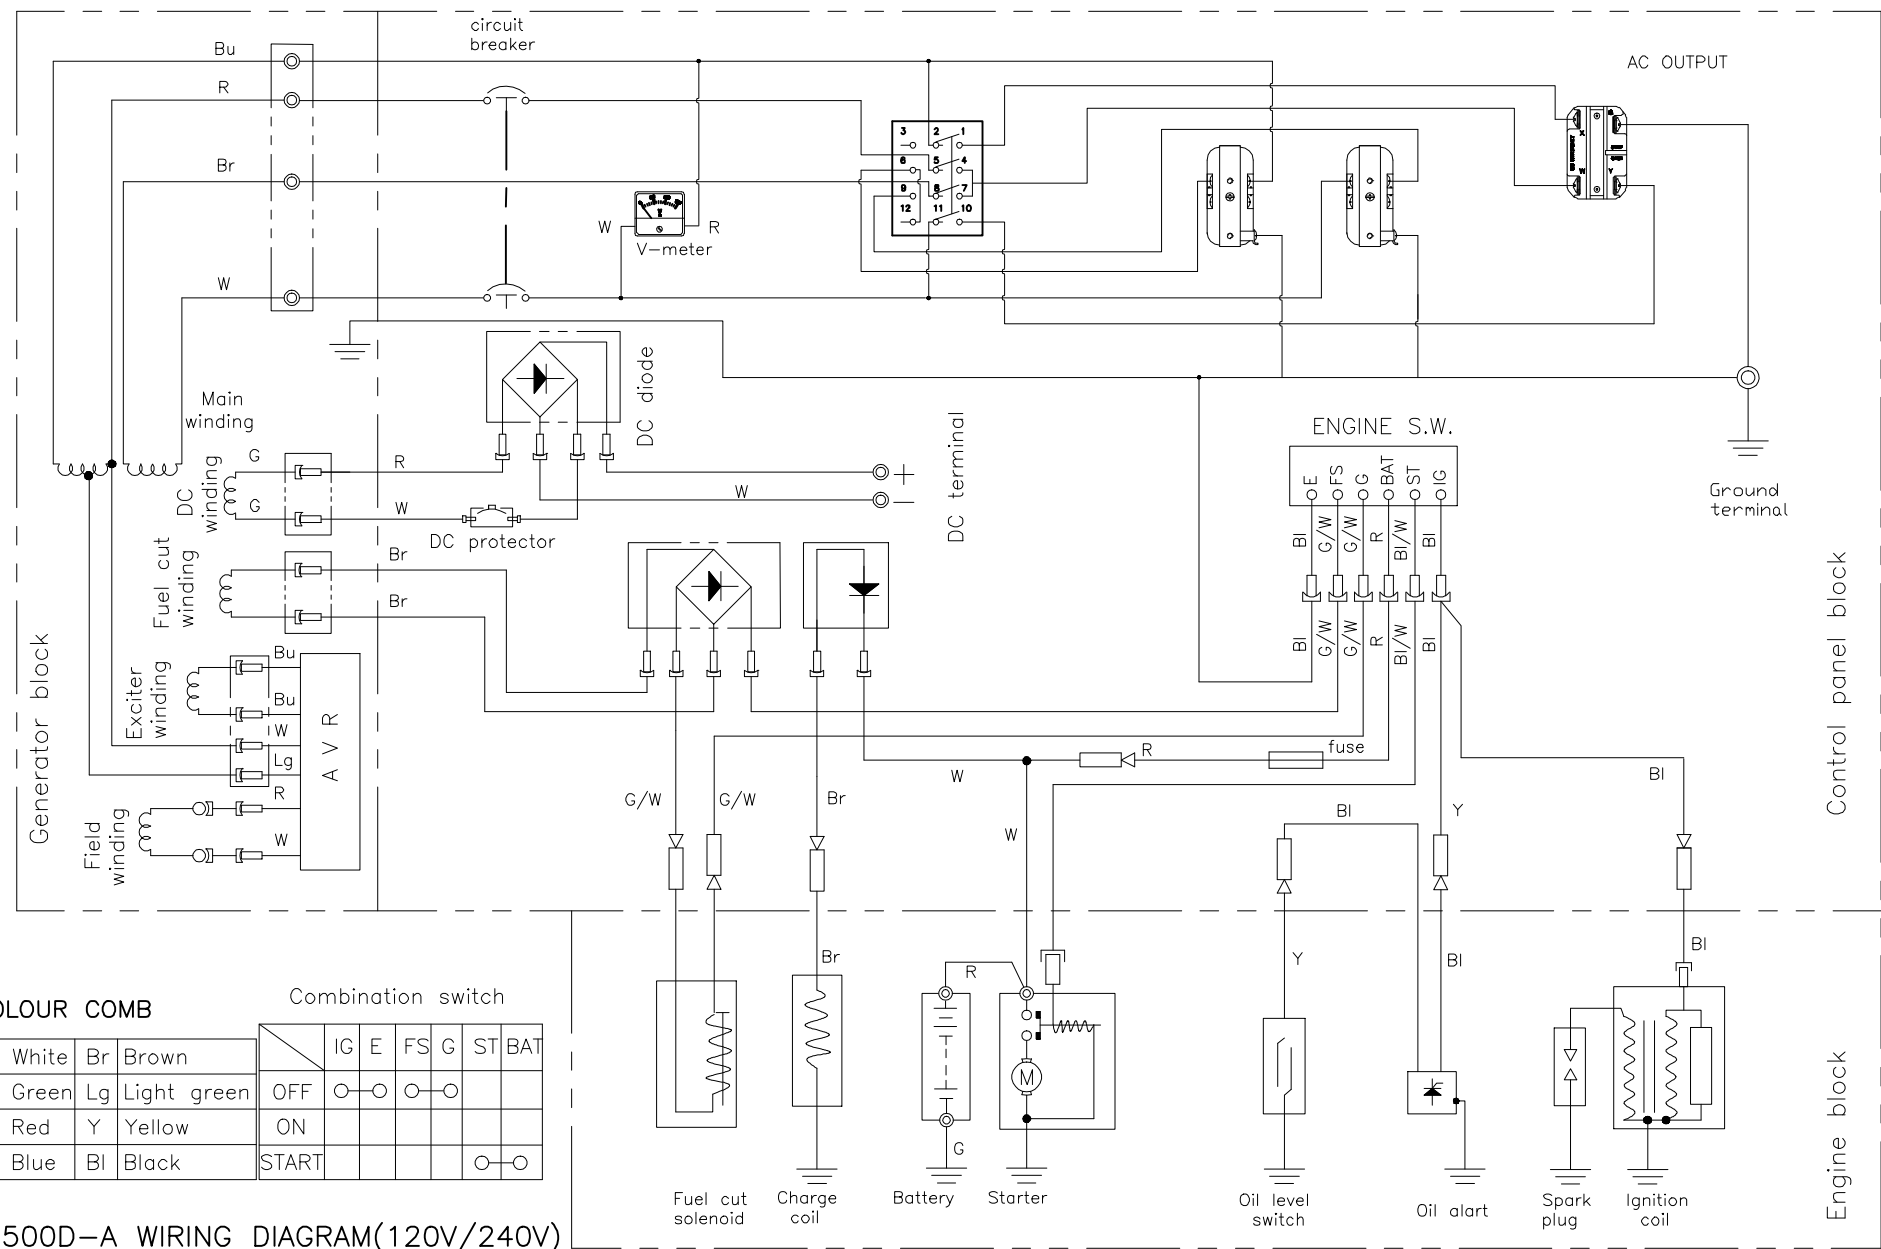 circuit
breaker
Bu
R
Br
W
AC OUTPUT
3 2 1
6 5 4
9 8 7
12 11 10
W
R
V-meter
X
W
Y
Main
winding
G
G
DC
winding
R
W
DC protector
DC diode
W
+
−
DC terminal
Fuel cut
winding
Br
Br
Exciter
winding
Bu
Bu
W
Lg
R
W
AVR
Field
winding
Generator block
ENGINE S.W.
E FS G BAT ST IG
Bl G/W G/W R Bl/W Bl
Bl G/W G/W R Bl/W Bl
Ground
terminal
Control panel block
R
fuse
W
G/W
G/W
Br
W
Bl
Y
Bl
Br
R
G
Y
Bl
Bl
M
Fuel cut
solenoid
Charge
coil
Battery
Starter
Oil level
switch
Oil alart
Spark
plug
Ignition
coil
Engine block
OLOUR COMB
White Br Brown
Green Lg Light green
Red Y Yellow
Blue Bl Black
Combination switch
IG E FS G ST BAT
OFF
ON
START
500D-A WIRING DIAGRAM(120V/240V)